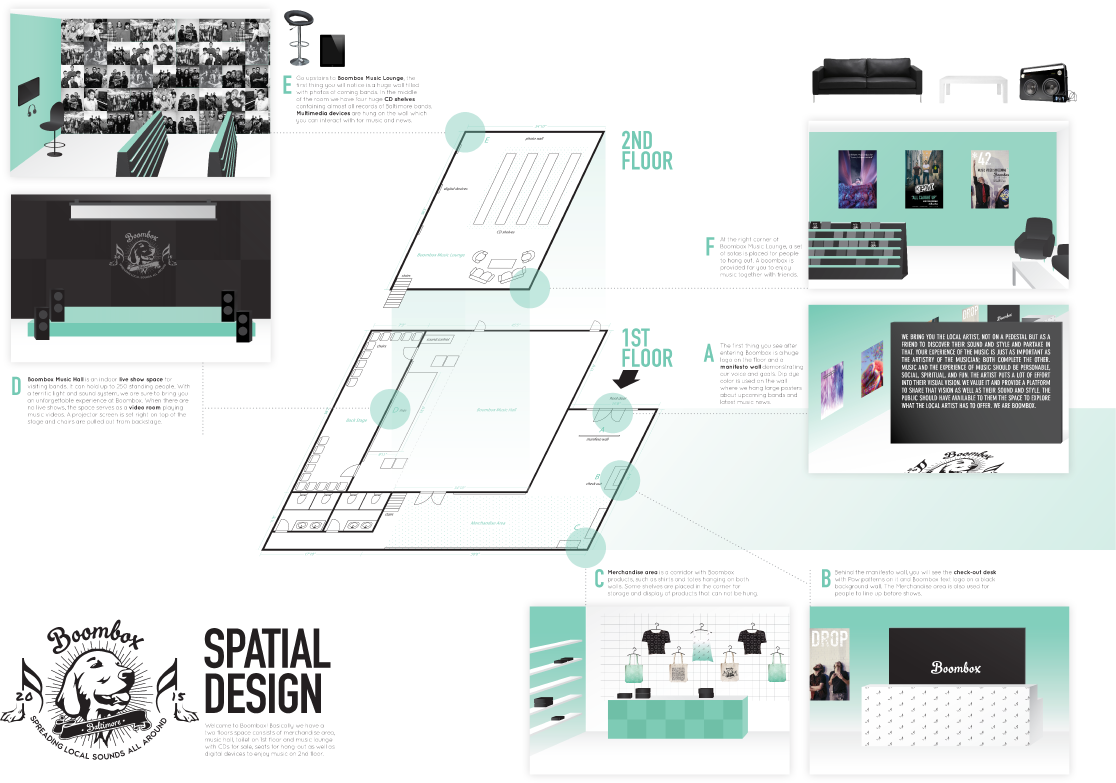 E
Go upstairs to Boombox Music Lounge, the
first thing you will notice is a huge wall filled
with photos of coming bands. In the middle
of the room we have four huge CD shelves
containing almost all records of Baltimore bands.
Multimedia devices are hung on the wall which
you can interact with for music and news.
2ND
FLOOR
photo wall
E
digital devices
CD shelves
Boombox Music Lounge
stairs
F
At the right corner of
Boombox Music Lounge, a set
of sofas is placed for people
to hang out. A boombox is
provided for you to enjoy
music together with friends.
Boombox
D
Boombox Music Hall is an indoor live show space for
visiting bands. It can hold up to 250 standing people. With
a terrific light and sound system, we are sure to bring you
an unforgettable experience at Boombox. When there are
no live shows, the space serves as a video room playing
music videos. A projector screen is set right on top of the
stage and chairs are pulled out from backstage.
1ST
FLOOR
A
The first thing you see after
entering Boombox is a huge
logo on the floor and a
manifesto wall demonstrating
our voice and goals. Dip dye
color is used on the wall
where we hang large posters
about upcoming bands and
latest music news.
DROP
Boombox
WE BRING YOU THE LOCAL ARTIST, NOT ON A PEDESTAL BUT AS A
FRIEND TO DISCOVER THEIR SOUND AND STYLE AND PARTAKE IN
THAT. YOUR EXPERIENCE OF THE MUSIC IS JUST AS IMPORTANT AS
THE ARTISTRY OF THE MUSICIAN; BOTH COMPLETE THE OTHER.
MUSIC AND THE EXPERIENCE OF MUSIC SHOULD BE PERSONABLE,
SOCIAL, SPIRITUAL, AND FUN. THE ARTIST PUTS A LOT OF EFFORT
INTO THEIR VISUAL VISION. WE VALUE IT AND PROVIDE A PLATFORM
TO SHARE THAT VISION AS WELL AS THEIR SOUND AND STYLE. THE
PUBLIC SHOULD HAVE AVAILABLE TO THEM THE SPACE TO EXPLORE
WHAT THE LOCAL ARTIST HAS TO OFFER. WE ARE BOOMBOX.
Boombox
stairs
Back Stage
Boombox Music Hall
A
manifest wall
B
check out
stairs
Merchandise Area
C
C
Merchandise area is a corridor with Boombox
products, such as shirts and totes hanging on both
walls. Some shelves are placed in the corner for
storage and display of products that can not be hung.
B
Behind the manifesto wall, you will see the check-out desk
with Paw patterns on it and Boombox text logo on a black
background wall. The Merchandise area is also used for
people to line up before shows.
DROP
Boombox
Boombox
20
15
Baltimore
SPREADING LOCAL SOUNDS ALL AROUND
SPATIAL
DESIGN
Welcome to Boombox! Basically we have a
two floors space consists of merchandise area,
music hall, toilet on 1st floor and music lounge
with CDs for sale, seats for hang out as well as
digital devices to enjoy music on 2nd floor.